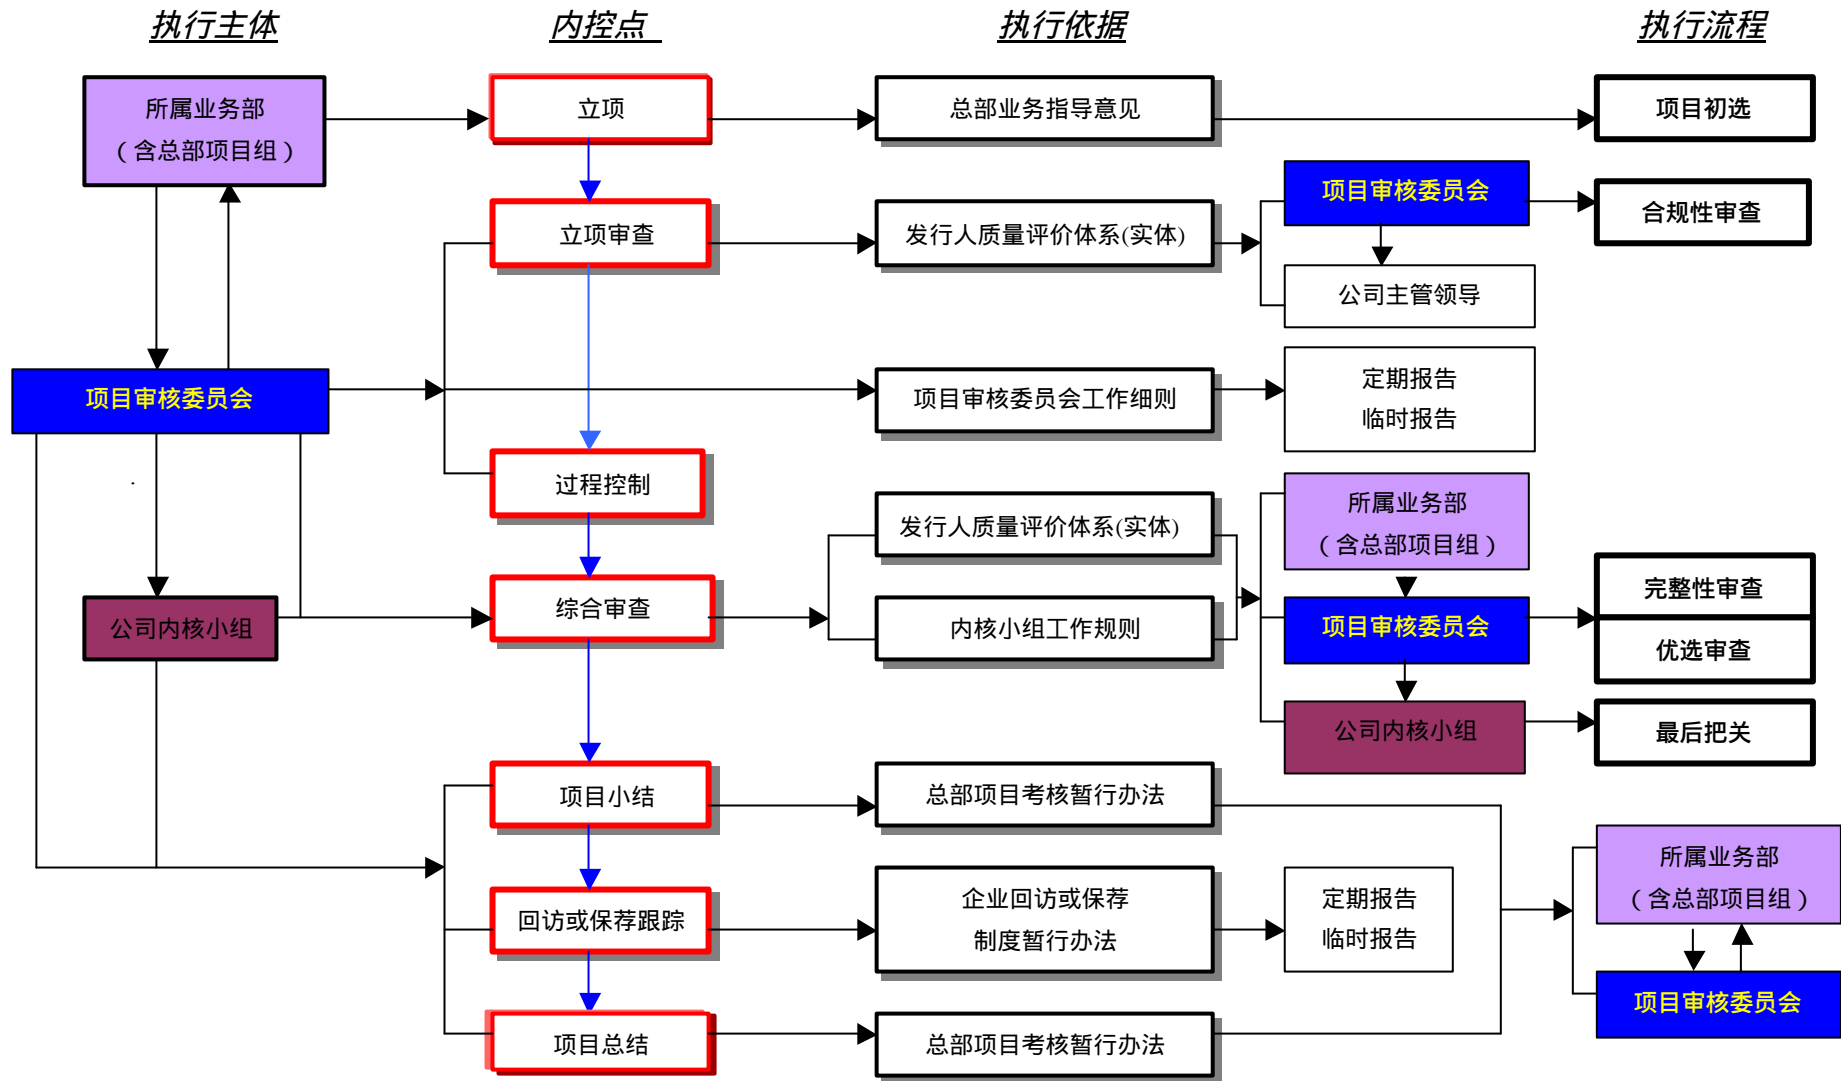 执行主体
内控点
执行依据
执行流程
所属业务部
（含总部项目组）
立项
总部业务指导意见
项目初选
立项审查
发行人质量评价体系(实体)
项目审核委员会
合规性审查
公司主管领导
项目审核委员会
项目审核委员会工作细则
定期报告
临时报告
过程控制
发行人质量评价体系(实体)
所属业务部
（含总部项目组）
公司内核小组
综合审查
内核小组工作规则
项目审核委员会
完整性审查
优选审查
公司内核小组
最后把关
项目小结
总部项目考核暂行办法
回访或保荐跟踪
企业回访或保荐
制度暂行办法
定期报告
临时报告
所属业务部
（含总部项目组）
项目审核委员会
项目总结
总部项目考核暂行办法